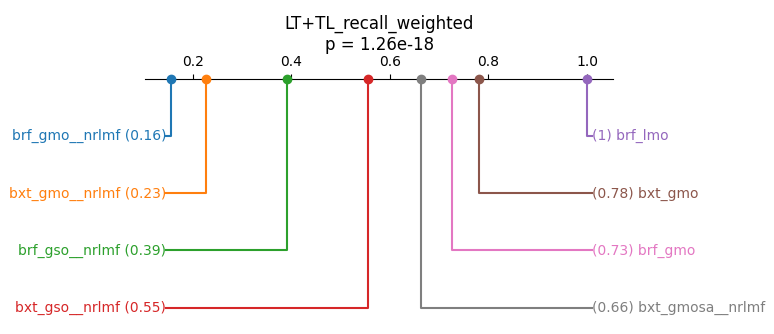 LT+TL_recall_weighted
p = 1.26e-18
0.2 0.4 0.6 0.8 1.0
brf_gmo__nrlmf (0.16) (1) brf_lmo
bxt_gmo__nrlmf (0.23) (0.78) bxt_gmo
brf_gso__nrlmf (0.39) (0.73) brf_gmo
bxt_gso__nrlmf (0.55) (0.66) bxt_gmosa__nrlmf